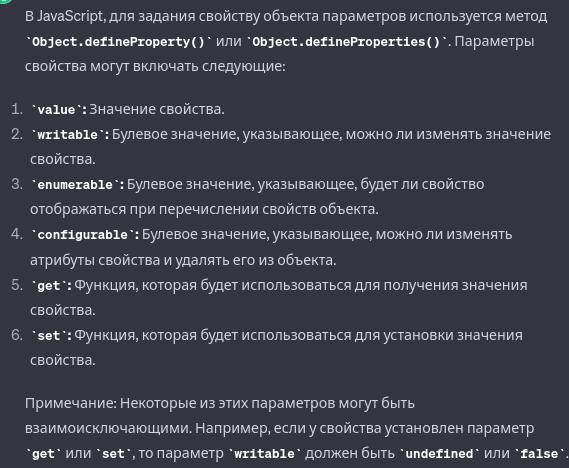 В JavaScript, для задания свойству объекта параметров используется метод
`Object.defineProperty()` или `Object.defineProperties()`. Параметры
свойства могут включать следующие:
1. `value`: Значение свойства.
2. `writable`: Булевое значение, указывающее, можно ли изменять значение
свойства.
3. `enumerable`: Булевое значение, указывающее, будет ли свойство
отображаться при перечислении свойств объекта.
4. `configurable`: Булевое значение, указывающее, можно ли изменять
атрибуты свойства и удалять его из объекта.
5. `get`: Функция, которая будет использоваться для получения значения
свойства.
6. `set`: Функция, которая будет использоваться для установки значения
свойства.
Примечание: Некоторые из этих параметров могут быть
взаимоисключающими. Например, если у свойства установлен параметр
`get` или `set`, то параметр `writable` должен быть `undefined` или `false`.